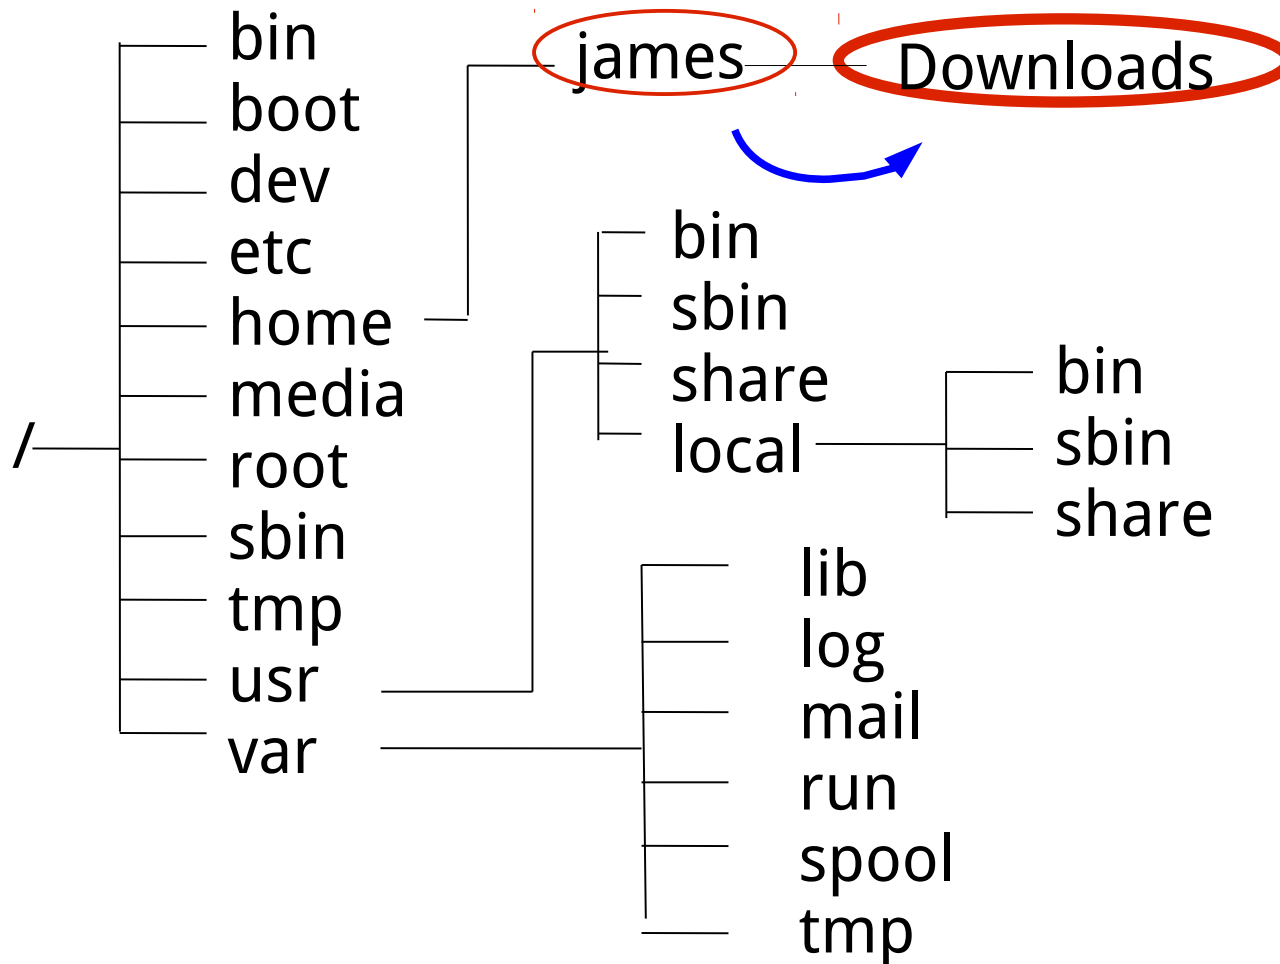 /
bin
boot
dev
etc
home
media
root
sbin
tmp
usr
var
james
Downloads
bin
sbin
share
local
bin
sbin
share
lib
log
mail
run
spool
tmp